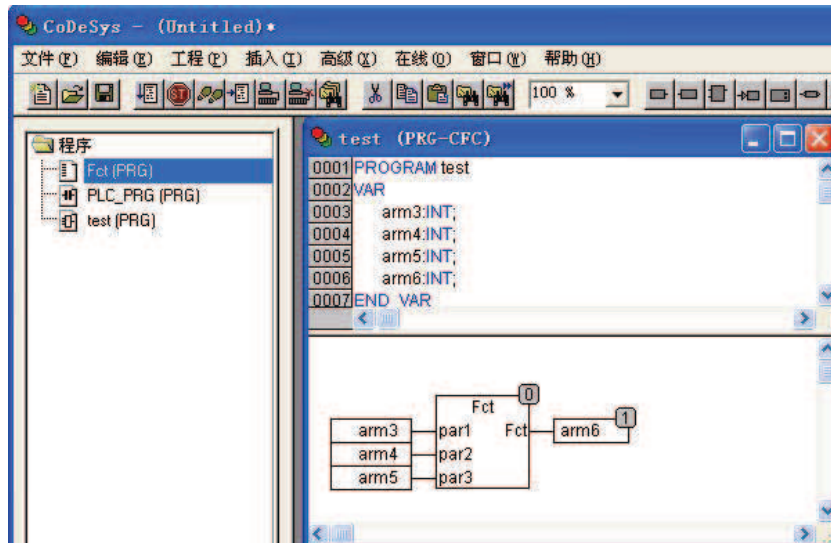 CoDeSys - (Untitled)*
文件(F) 编辑(E) 工程(P) 插入(I) 高级(X) 在线(O) 窗口(W) 帮助(H)
100 %
程序
Fct (PRG)
PLC_PRG (PRG)
test (PRG)
test (PRG-CFC)
0001 PROGRAM test
0002 VAR
0003 arm3:INT;
0004 arm4:INT;
0005 arm5:INT;
0006 arm6:INT;
0007 END_VAR
0
Fct
1
arm3 par1 Fct arm6
arm4 par2
arm5 par3